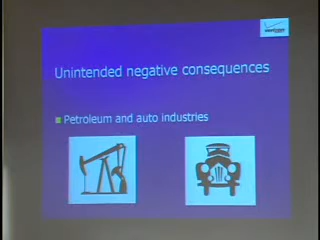 Unintended negative consequences
Petroleum and auto industries